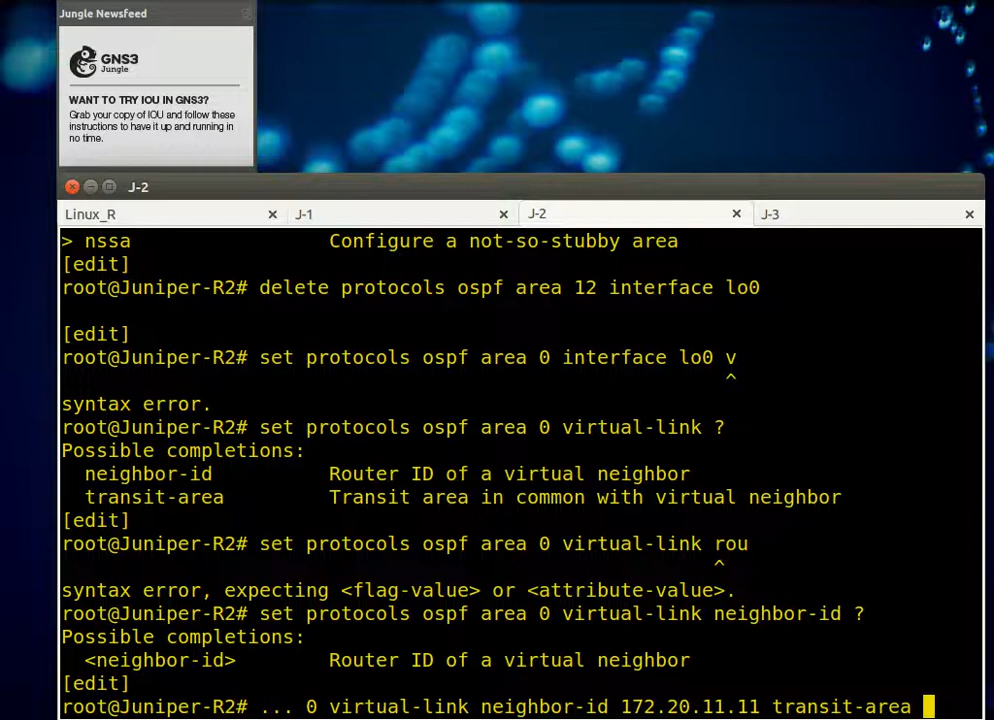 Jungle Newsfeed
GNS3
Jungle
WANT TO TRY IOU IN GNS3?
Grab your copy of IOU and follow these
instructions to have it up and running in
no time.
J-2
Linux_R J-1 J-2 J-3
> nssa Configure a not-so-stubby area
[edit]
root@Juniper-R2# delete protocols ospf area 12 interface lo0
[edit]
root@Juniper-R2# set protocols ospf area 0 interface lo0 v
^
syntax error.
root@Juniper-R2# set protocols ospf area 0 virtual-link ?
Possible completions:
neighbor-id Router ID of a virtual neighbor
transit-area Transit area in common with virtual neighbor
[edit]
root@Juniper-R2# set protocols ospf area 0 virtual-link rou
^
syntax error, expecting <flag-value> or <attribute-value>.
root@Juniper-R2# set protocols ospf area 0 virtual-link neighbor-id ?
Possible completions:
<neighbor-id> Router ID of a virtual neighbor
[edit]
root@Juniper-R2# ... 0 virtual-link neighbor-id 172.20.11.11 transit-area